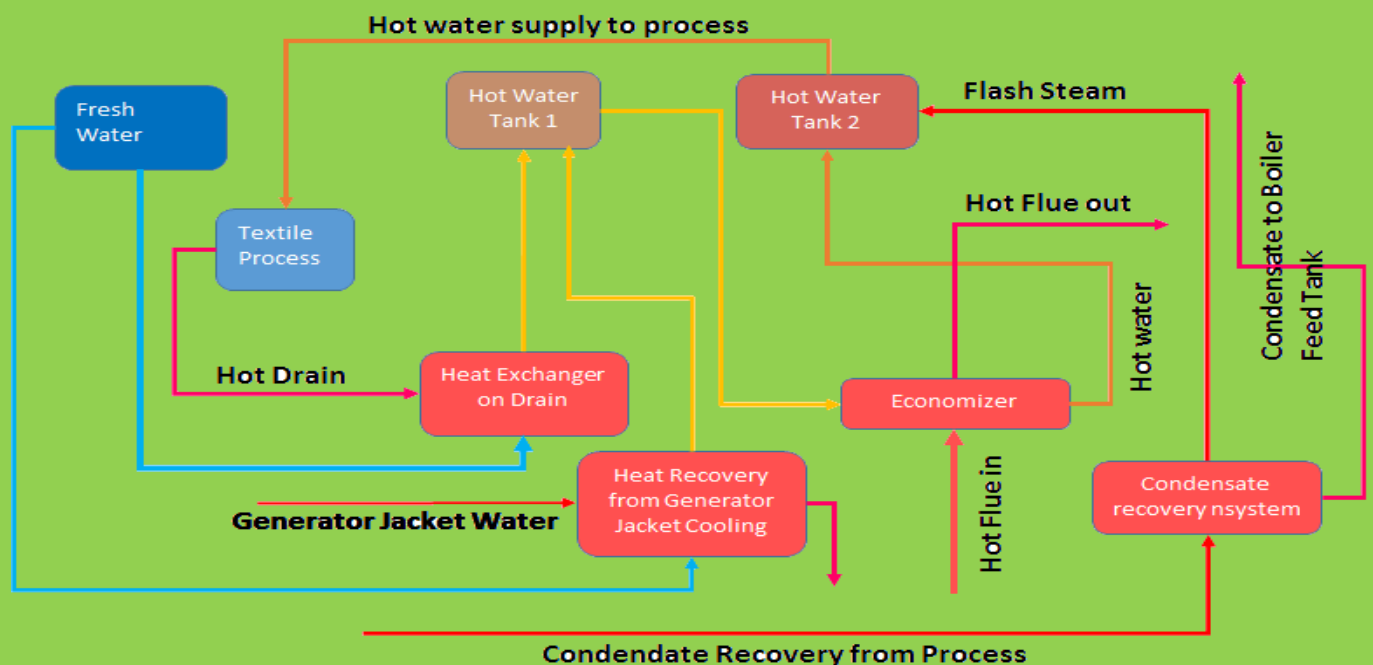 Hot water supply to process
Fresh
Water
Hot Water
Tank 1
Hot Water
Tank 2
Flash Steam
Condensate to Boiler
Feed Tank
Textile
Process
Hot Flue out
Hot water
Hot Drain
Heat Exchanger
on Drain
Economizer
Heat Recovery
from Generator
Jacket Cooling
Generator Jacket Water
Hot Flue in
Condensate
recovery nsystem
Condendate Recovery from Process